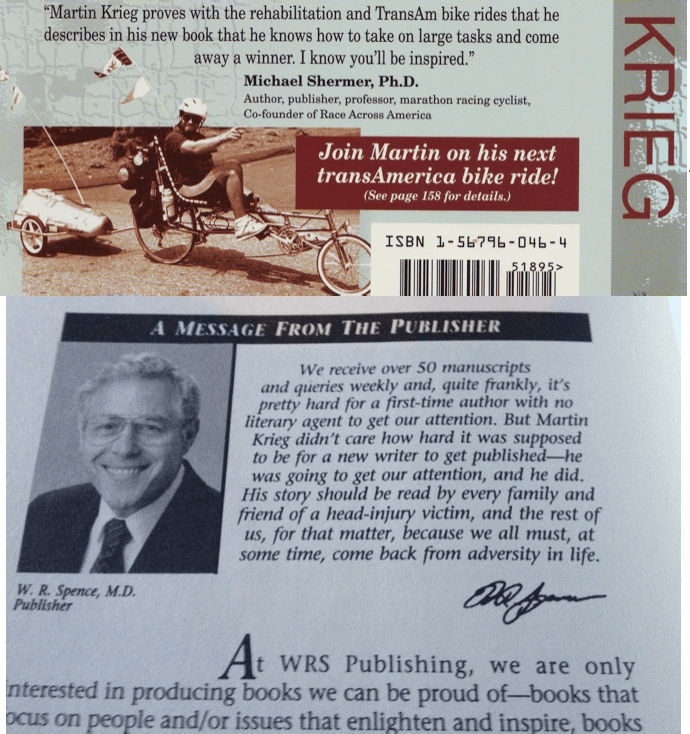 “Martin Krieg proves with the rehabilitation and TransAm bike rides that he
describes in his new book that he knows how to take on large tasks and come
away a winner. I know you’ll be inspired.”
Michael Shermer, Ph.D.
Author, publisher, professor, marathon racing cyclist,
Co-founder of Race Across America
KRIEG
Join Martin on his next
transAmerica bike ride!
(See page 158 for details.)
ISBN 1-56796-046-4
51895>
A MESSAGE FROM THE PUBLISHER
We receive over 50 manuscripts
and queries weekly and, quite frankly, it’s
pretty hard for a first-time author with no
literary agent to get our attention. But Martin
Krieg didn’t care how hard it was supposed
to be for a new writer to get published—he
was going to get our attention, and he did.
His story should be read by every family and
friend of a head-injury victim, and the rest of
us, for that matter, because we all must, at
some time, come back from adversity in life.
W. R. Spence, M.D.
Publisher
At WRS Publishing, we are only
nterested in producing books we can be proud of—books that
ocus on people and/or issues that enlighten and inspire, books